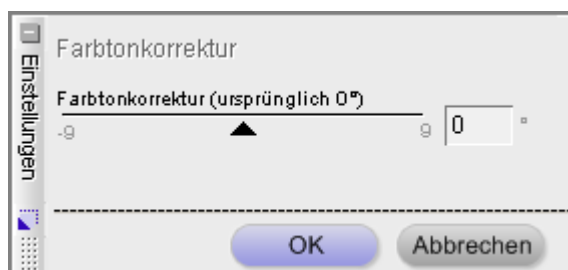 Einstellungen
Farbtonkorrektur
Farbtonkorrektur (ursprünglich 0°)
-9 9 0 °
OK Abbrechen